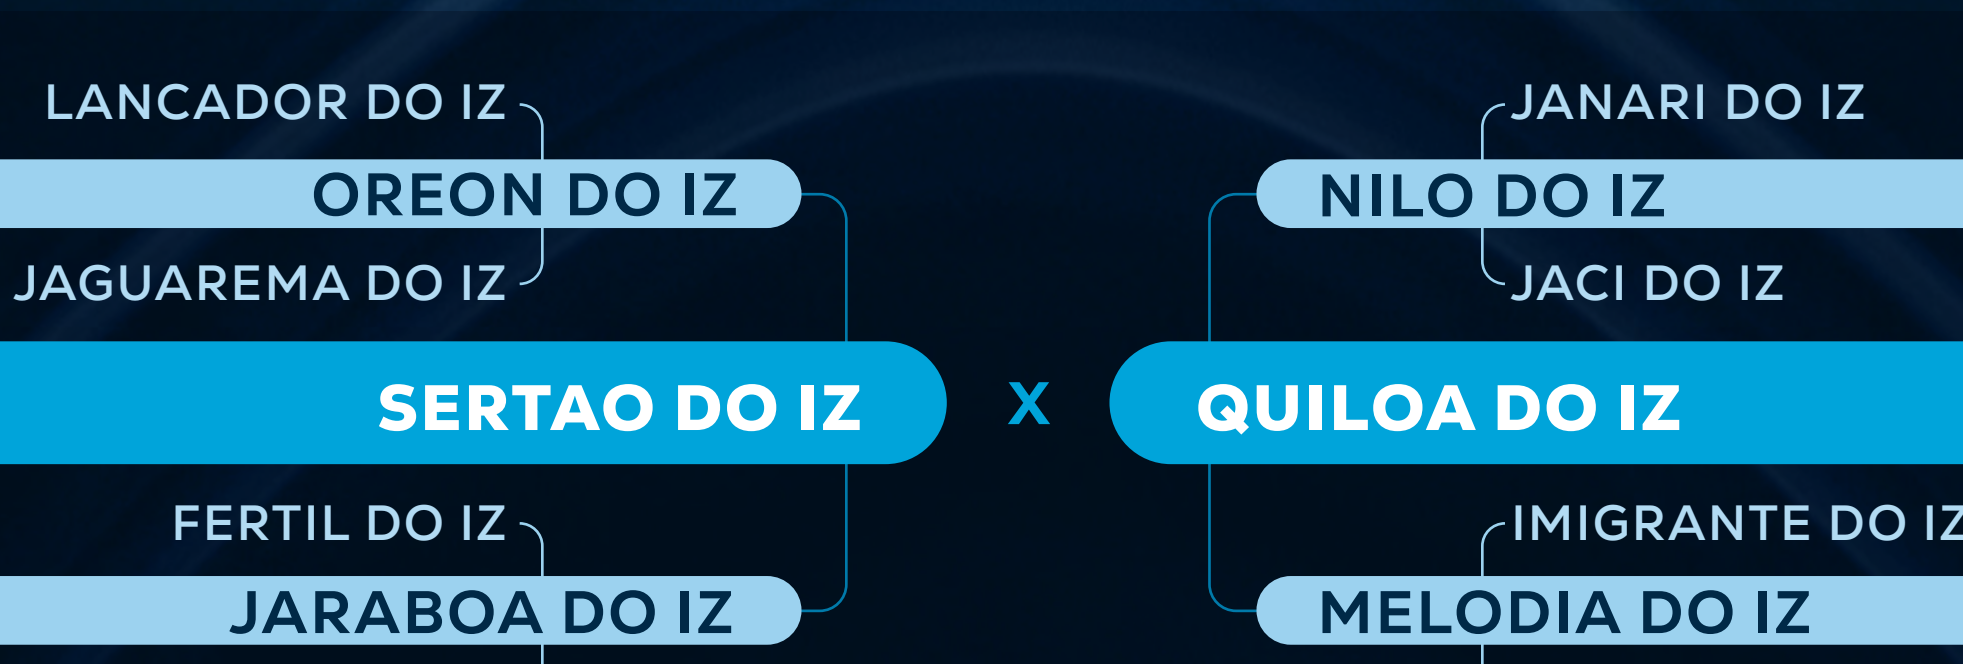 LANCADOR DO IZ
OREON DO IZ
JAGUAREMA DO IZ
SERTAO DO IZ
FERTIL DO IZ
JARABOA DO IZ
X
JANARI DO IZ
NILO DO IZ
JACI DO IZ
QUILOA DO IZ
IMIGRANTE DO IZ
MELODIA DO IZ